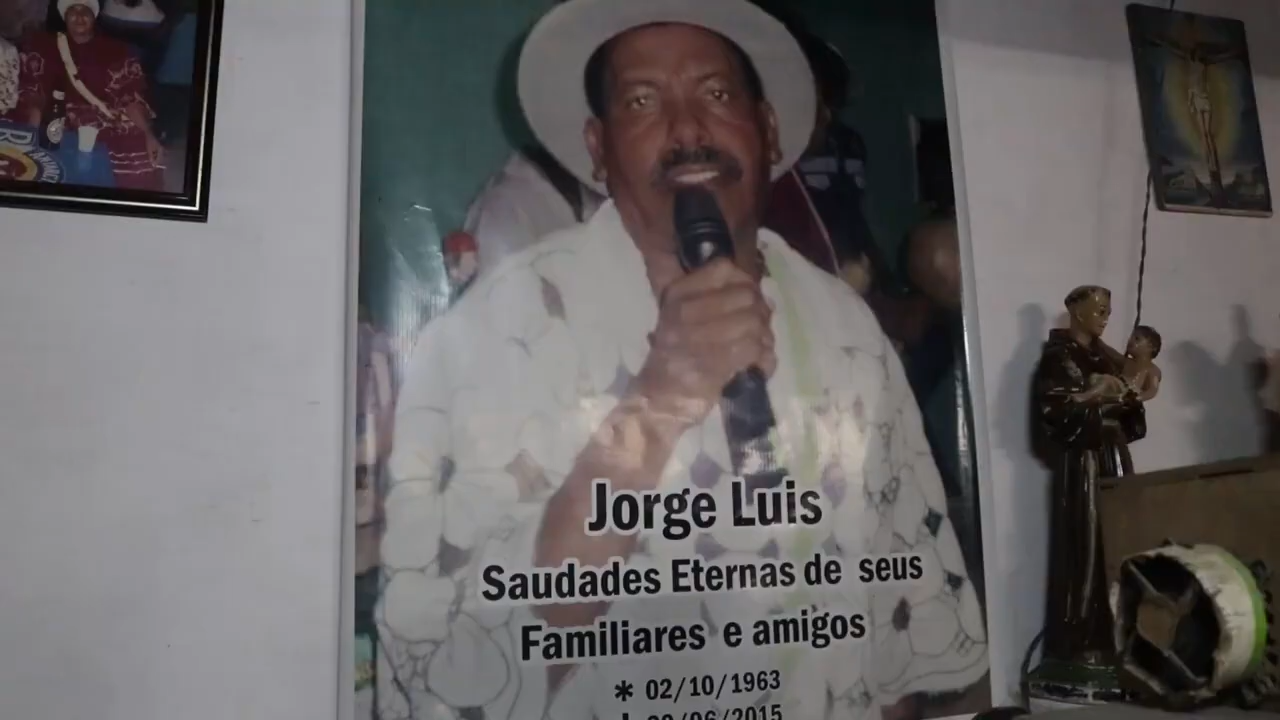 Jorge Luis
Saudades Eternas de seus
Familiares e amigos
* 02/10/1963